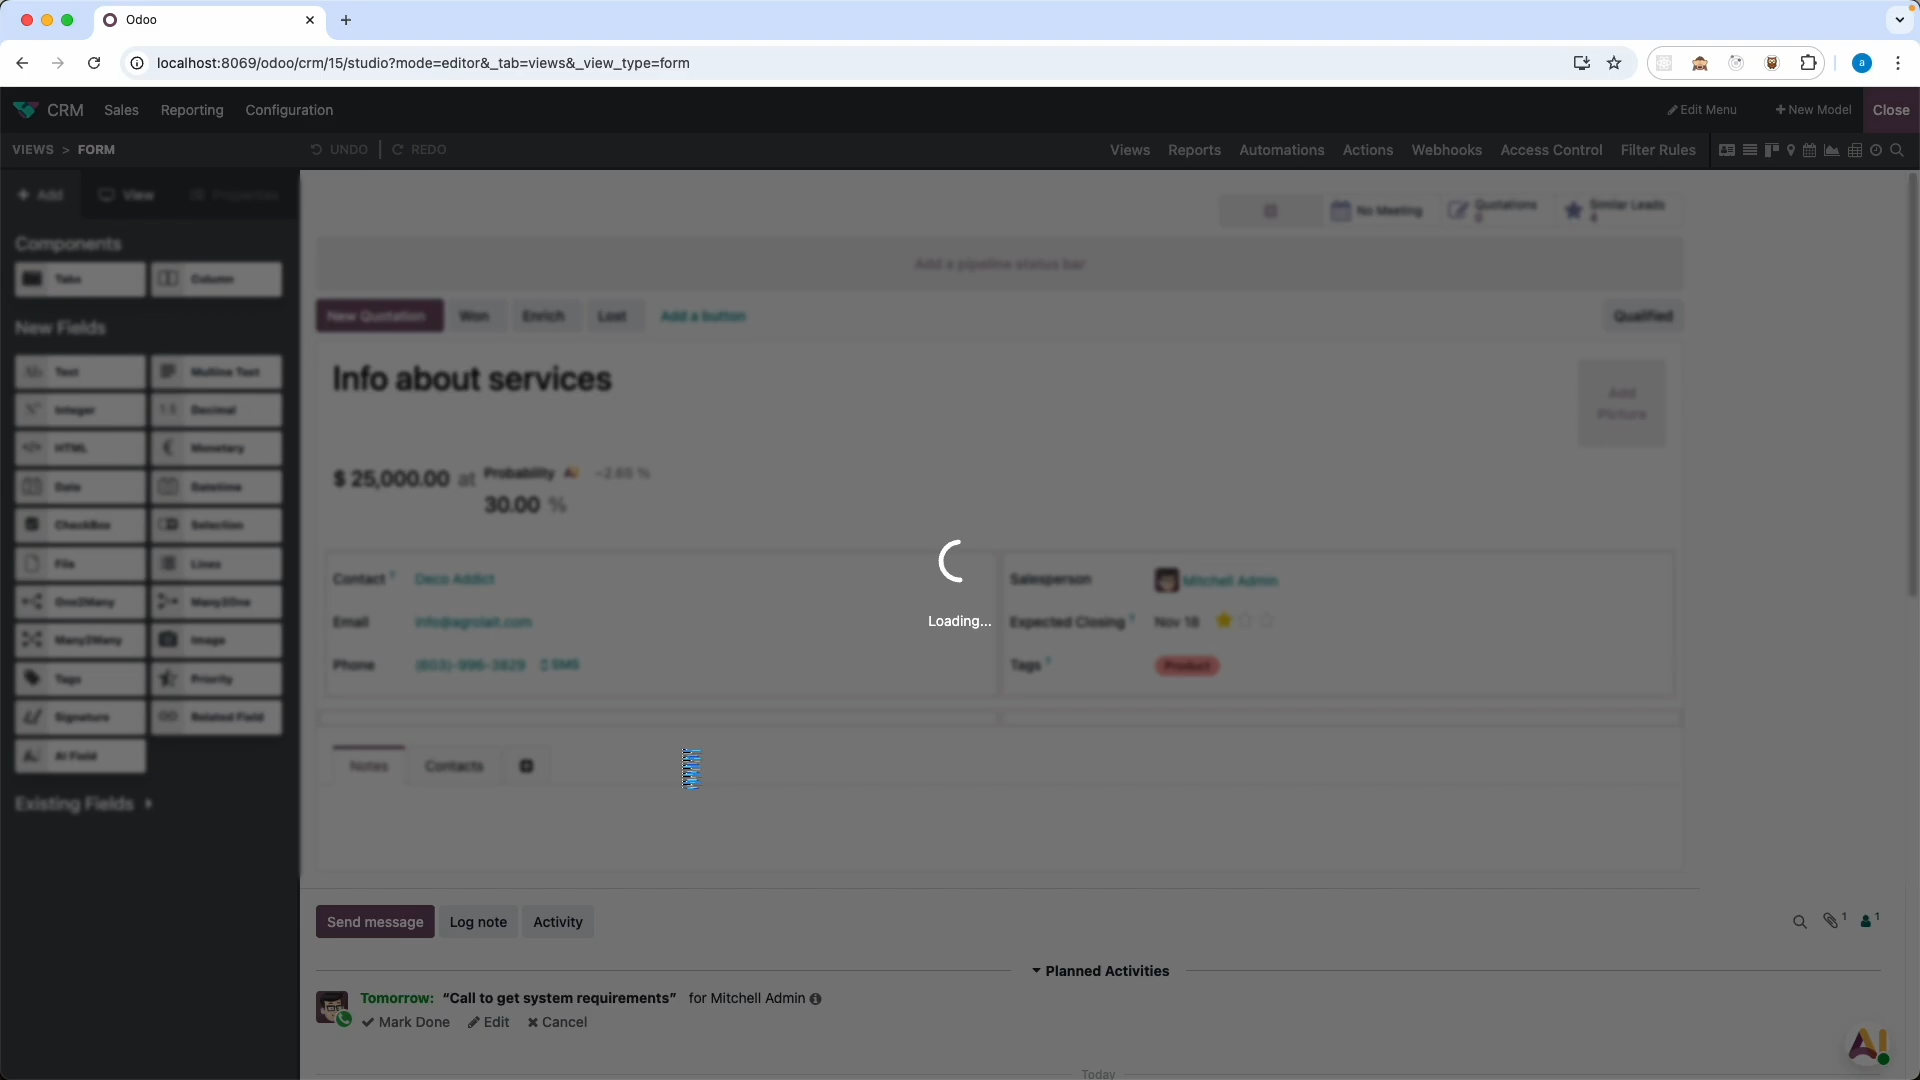 Odoo
localhost:8069/odoo/crm/15/studio?mode=editor&_tab=views&_view_type=form
a
CRM Sales Reporting Configuration Edit Menu + New Model Close
VIEWS > FORM UNDO REDO Views Reports Automations Actions Webhooks Access Control Filter Rules
+ Add View Properties
No Meeting Quotations 0 Similar Leads 4
Components
Tabs Column
Add a pipeline status bar
New Quotation Won Enrich Lost Add a button Qualified
New Fields
Text Multiline Text
Info about services
Add Picture
Integer Decimal
HTML Monetary
$ 25,000.00 at Probability AI -2.65 %
30.00 %
Date Datetime
CheckBox Selection
File Lines
Contact ? Deco Addict Salesperson Mitchell Admin
One2Many Many2One
Email info@agrolait.com Expected Closing ? Nov 18
Loading...
Many2Many Image
Phone (603)-996-3829 SMS Tags ? Product
Tags Priority
Signature Related Field
AI Field
Notes Contacts
Existing Fields
Send message Log note Activity 1 1
Planned Activities
Tomorrow: “Call to get system requirements” for Mitchell Admin
Mark Done Edit Cancel
AI
Today